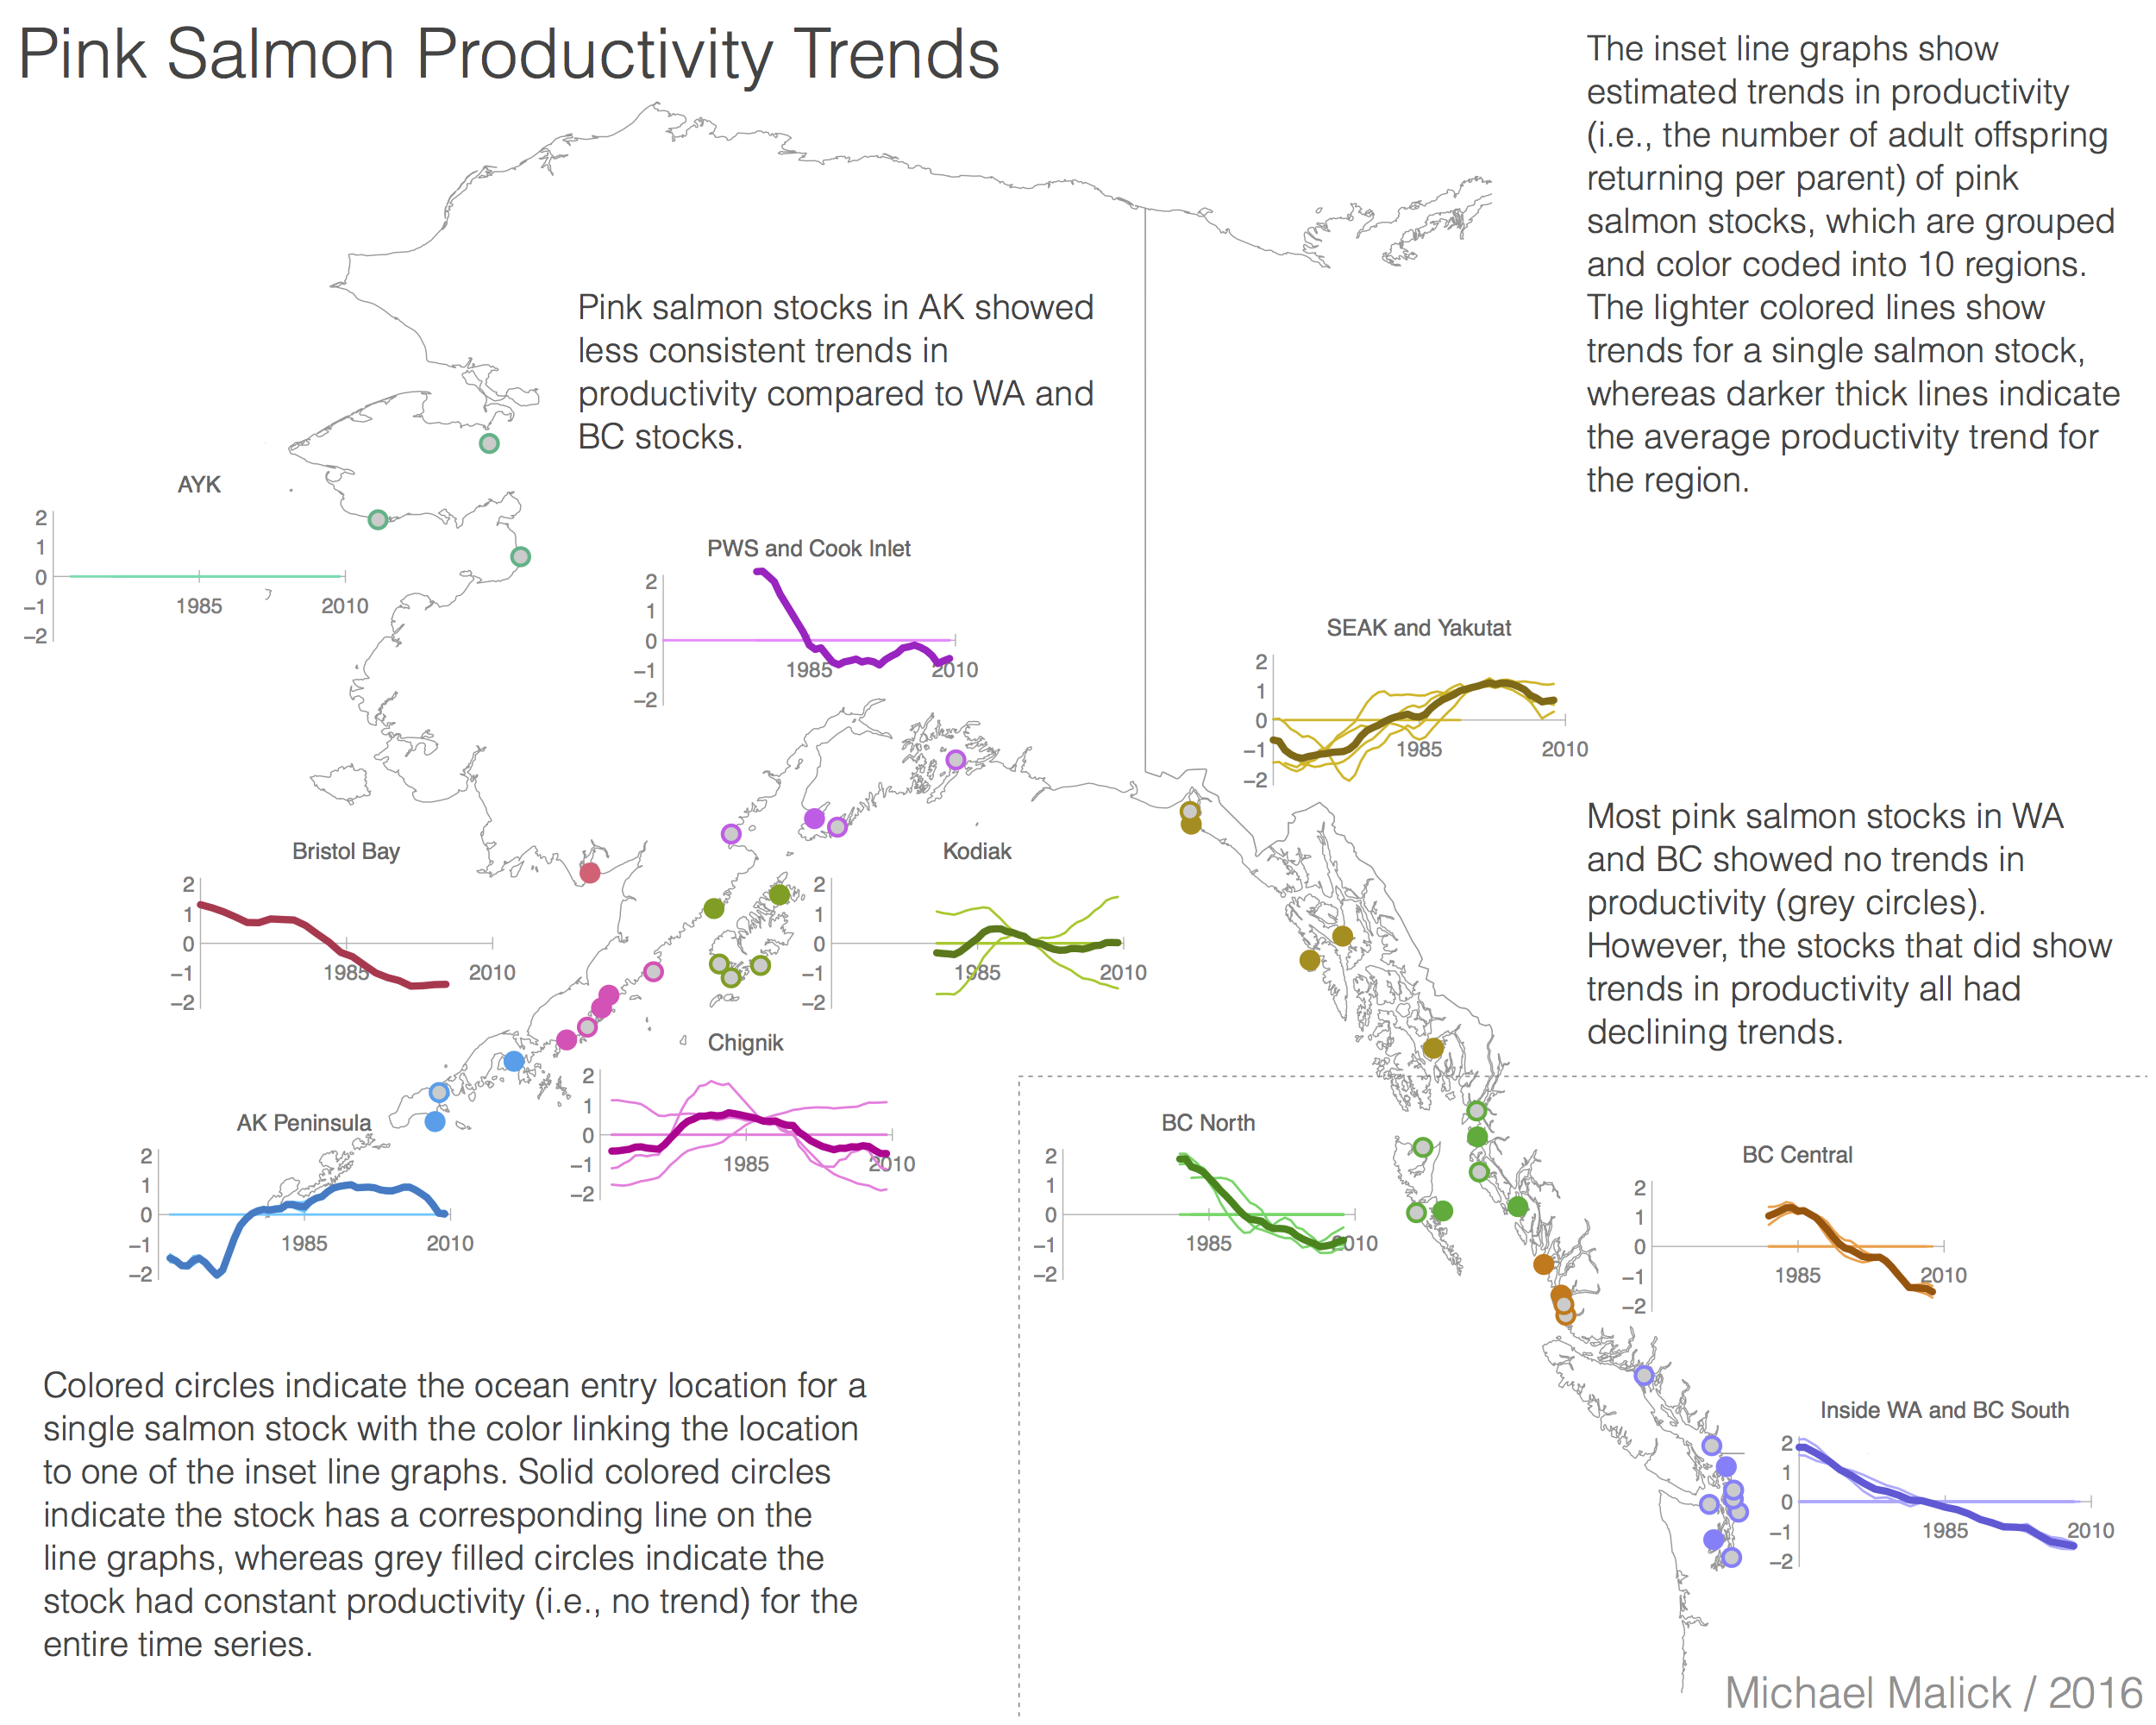 Pink Salmon Productivity Trends
The inset line graphs show
estimated trends in productivity
(i.e., the number of adult offspring
returning per parent) of pink
salmon stocks, which are grouped
and color coded into 10 regions.
The lighter colored lines show
trends for a single salmon stock,
whereas darker thick lines indicate
the average productivity trend for
the region.
Pink salmon stocks in AK showed
less consistent trends in
productivity compared to WA and
BC stocks.
AYK
2
1
0
−1
−2
1985
2010
PWS and Cook Inlet
2
1
0
−1
−2
1985
2010
SEAK and Yakutat
2
1
0
−1
−2
1985
2010
Most pink salmon stocks in WA
and BC showed no trends in
productivity (grey circles).
However, the stocks that did show
trends in productivity all had
declining trends.
Bristol Bay
2
1
0
−1
−2
1985
2010
Kodiak
2
1
0
−1
−2
1985
2010
Chignik
2
1
0
−1
−2
1985
2010
AK Peninsula
2
1
0
−1
−2
1985
2010
BC North
2
1
0
−1
−2
1985
2010
BC Central
2
1
0
−1
−2
1985
2010
Inside WA and BC South
2
1
0
−1
−2
1985
2010
Colored circles indicate the ocean entry location for a
single salmon stock with the color linking the location
to one of the inset line graphs. Solid colored circles
indicate the stock has a corresponding line on the
line graphs, whereas grey filled circles indicate the
stock had constant productivity (i.e., no trend) for the
entire time series.
Michael Malick / 2016